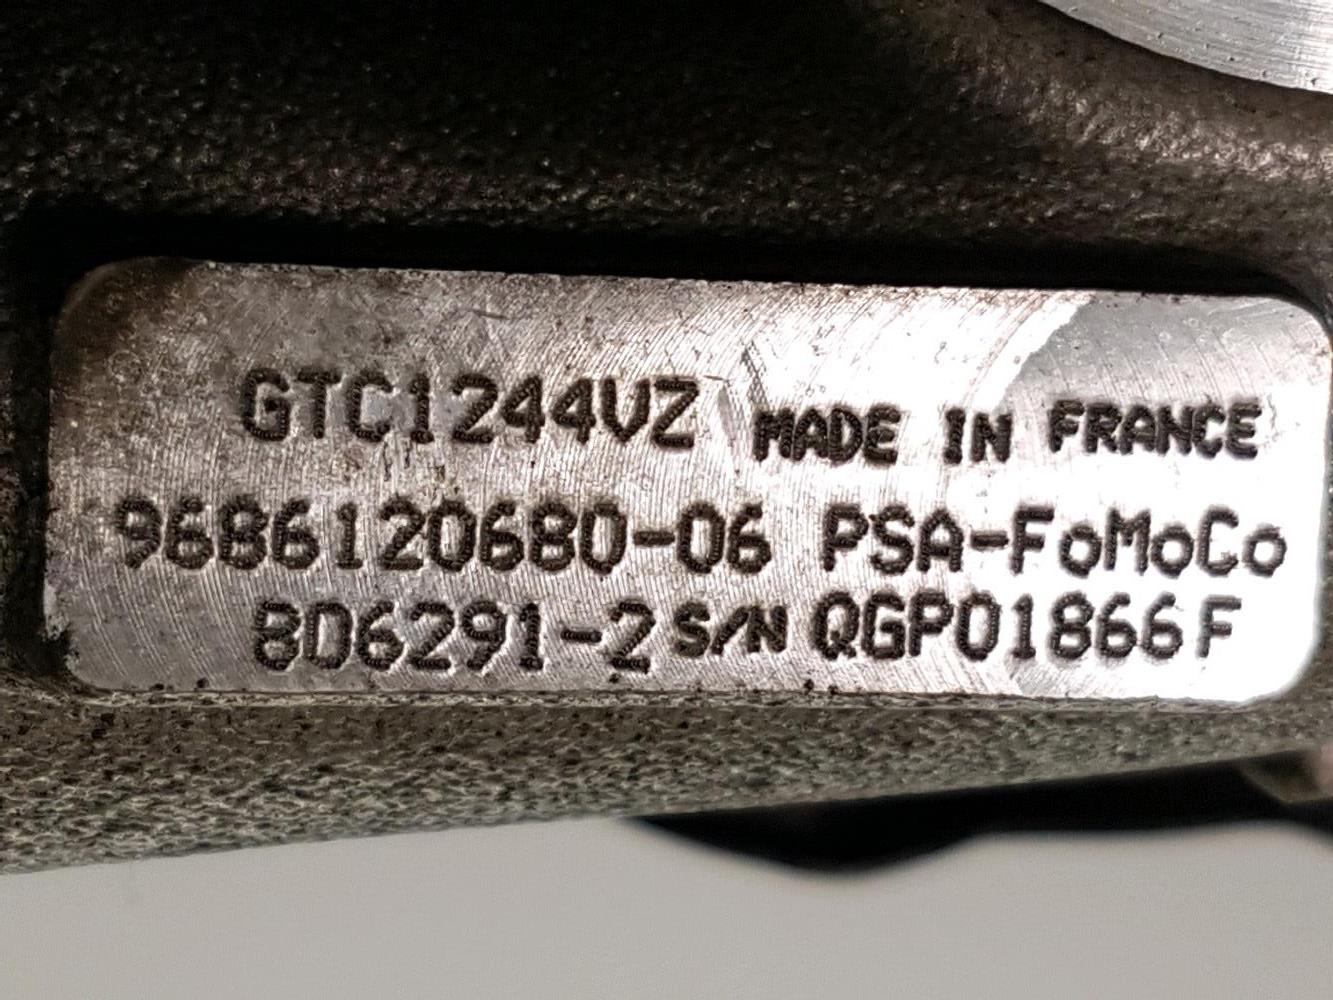 GTC1244VZ MADE IN FRANCE
9686120680-06 PSA-FoMoCo
806291-2 S/N QGP01866F